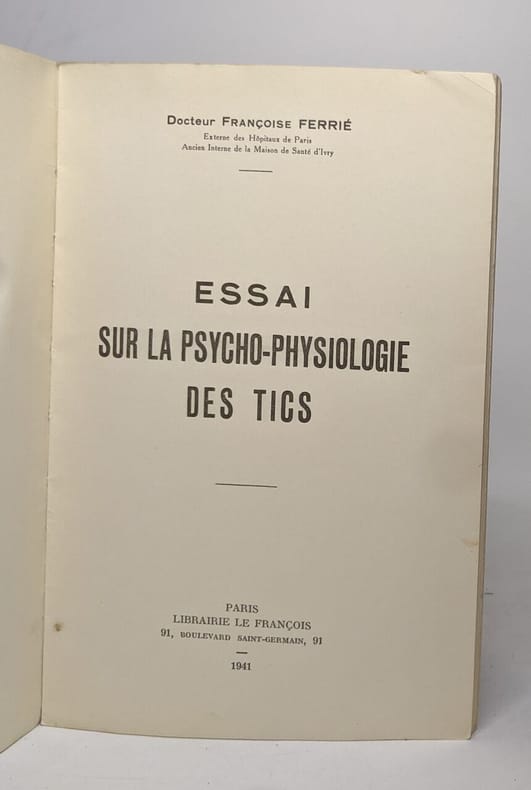 Docteur FRANÇOISE FERRIÉ
Externe des Hôpitaux de Paris
Ancien Interne de la Maison de Santé d'Ivry
ESSAI
SUR LA PSYCHO-PHYSIOLOGIE
DES TICS
PARIS
LIBRAIRIE LE FRANÇOIS
91, BOULEVARD SAINT-GERMAIN, 91
1941